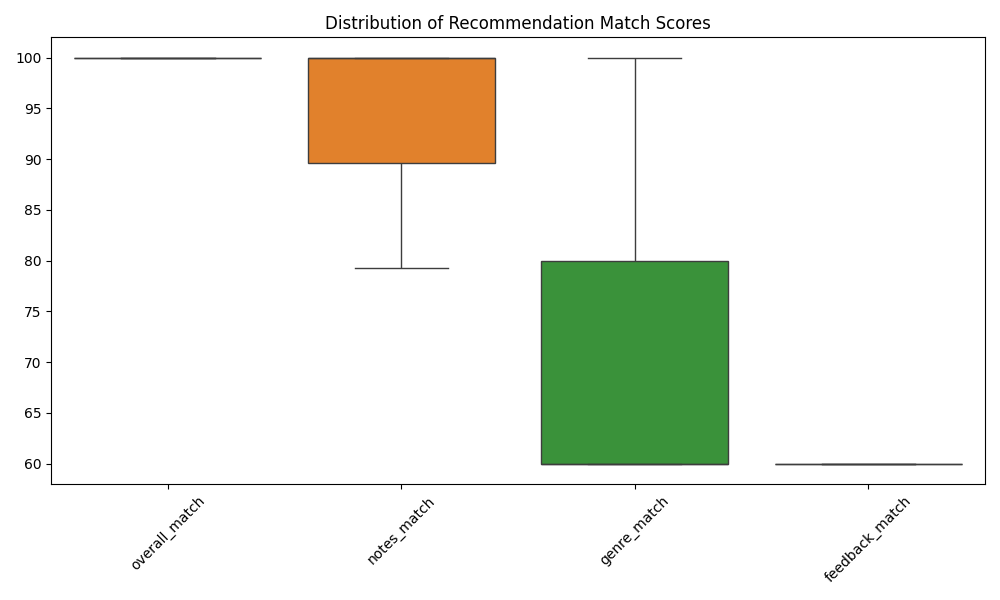 Distribution of Recommendation Match Scores
100
95
90
85
80
75
70
65
60
overall_match
notes_match
genre_match
feedback_match